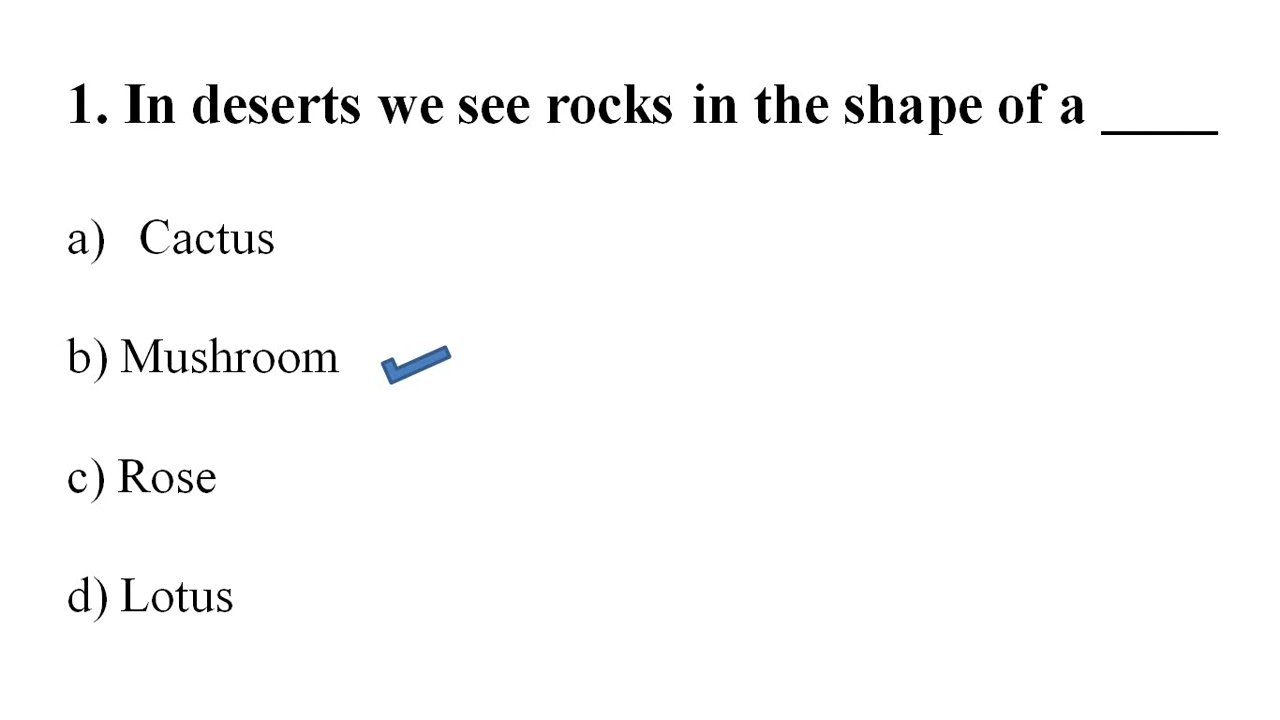 1. In deserts we see rocks in the shape of a ____
a) Cactus
b) Mushroom
c) Rose
d) Lotus